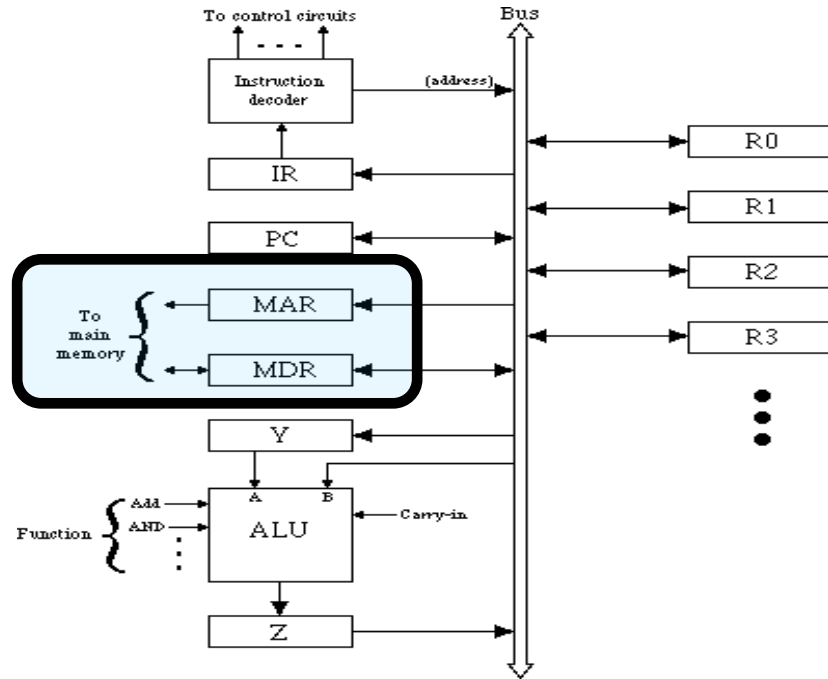 To control circuits
Bus
- - -
Instruction
decoder
(address)
IR
PC
To
main
memory
MAR
MDR
Y
A
B
Function
Add
AND
ALU
Carry-in
Z
R0
R1
R2
R3